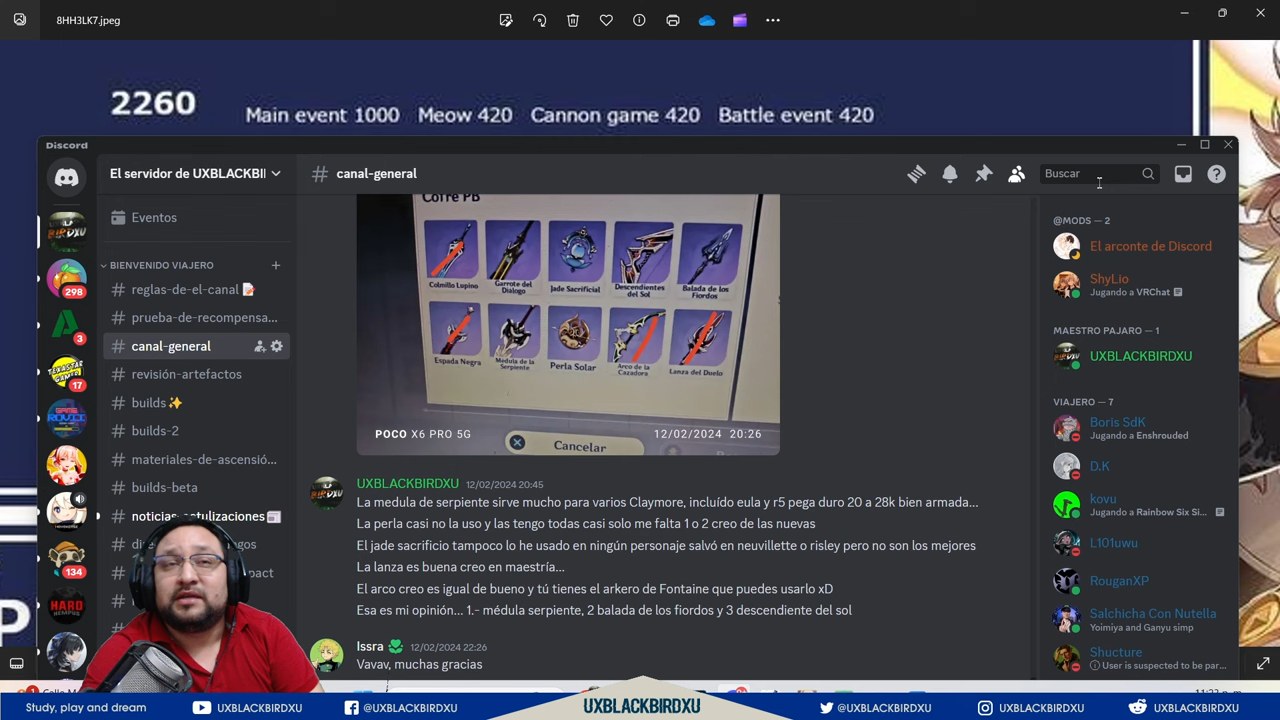 8HH3LK7.jpeg
2260
Main event 1000 Meow 420 Cannon game 420 Battle event 420
Discord
El servidor de UXBLACKBII
# canal-general
Buscar
Eventos
BIENVENIDO VIAJERO
# reglas-de-el-canal
# prueba-de-recompensa...
# canal-general
# revisión-artefactos
# builds
# builds-2
# materiales-de-ascensió...
# builds-beta
298
3
17
134
HARD
Cofre PB
Colmillo Lupino
Garrote del Diálogo
Jade Sacrificial
Descendientes del Sol
Balada de los Fiordos
Espada Negra
Médula de la Serpiente
Perla Solar
Arco de la Cazadora
Lanza del Duelo
POCO X6 PRO 5G
12/02/2024 20:26
Cancelar
UXBLACKBIRDXU 12/02/2024 20:45
La medula de serpiente sirve mucho para varios Claymore, incluído eula y r5 pega duro 20 a 28k bien armada...
La perla casi no la uso y las tengo todas casi solo me falta 1 o 2 creo de las nuevas
El jade sacrificio tampoco lo he usado en ningún personaje salvó en neuvillette o risley pero no son los mejores
La lanza es buena creo en maestría...
El arco creo es igual de bueno y tú tienes el arkero de Fontaine que puedes usarlo xD
Esa es mi opinión... 1.- médula serpiente, 2 balada de los fiordos y 3 descendiente del sol
Issra 12/02/2024 22:26
Vavav, muchas gracias
@MODS — 2
El arconte de Discord
ShyLio
Jugando a VRChat
MAESTRO PAJARO — 1
UXBLACKBIRDXU
VIAJERO — 7
Boris SdK
Jugando a Enshrouded
D.K
kovu
Jugando a Rainbow Six Si...
L101uwu
RouganXP
Salchicha Con Nutella
Yoimiya and Ganyu simp
Shucture
User is suspected to be par...
Study, play and dream
UXBLACKBIRDXU
@UXBLACKBIRDXU
UXBLACKBIRDXU
@UXBLACKBIRDXU
UXBLACKBIRDXU
UXBLACKBIRDXU